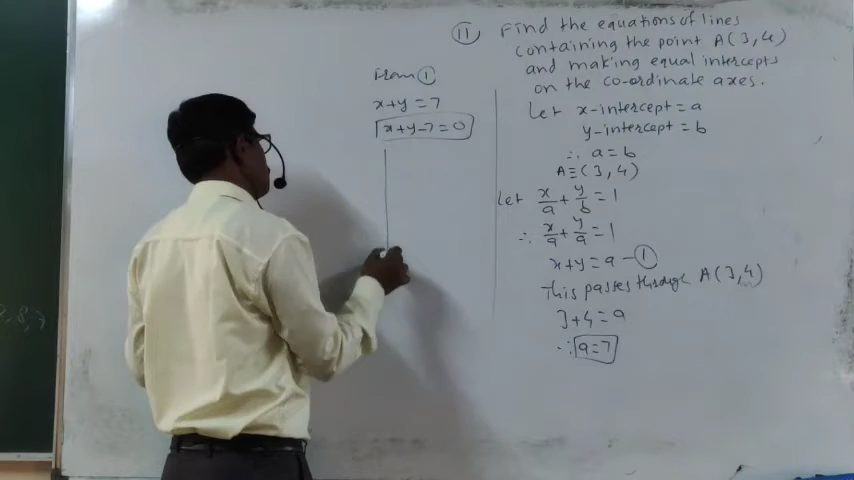 11 Find the equations of lines
containing the point A(3,4)
and making equal intercepts
on the co-ordinate axes.
Let x-intercept = a
y-intercept = b
∴ a = b
A≡(3,4)
Let x/a + y/b = 1
∴ x/a + y/a = 1
x+y = a – 1
This passes through A(3,4)
3+4 = a
∴ a = 7
From 1
x+y = 7
x+y-7 = 0